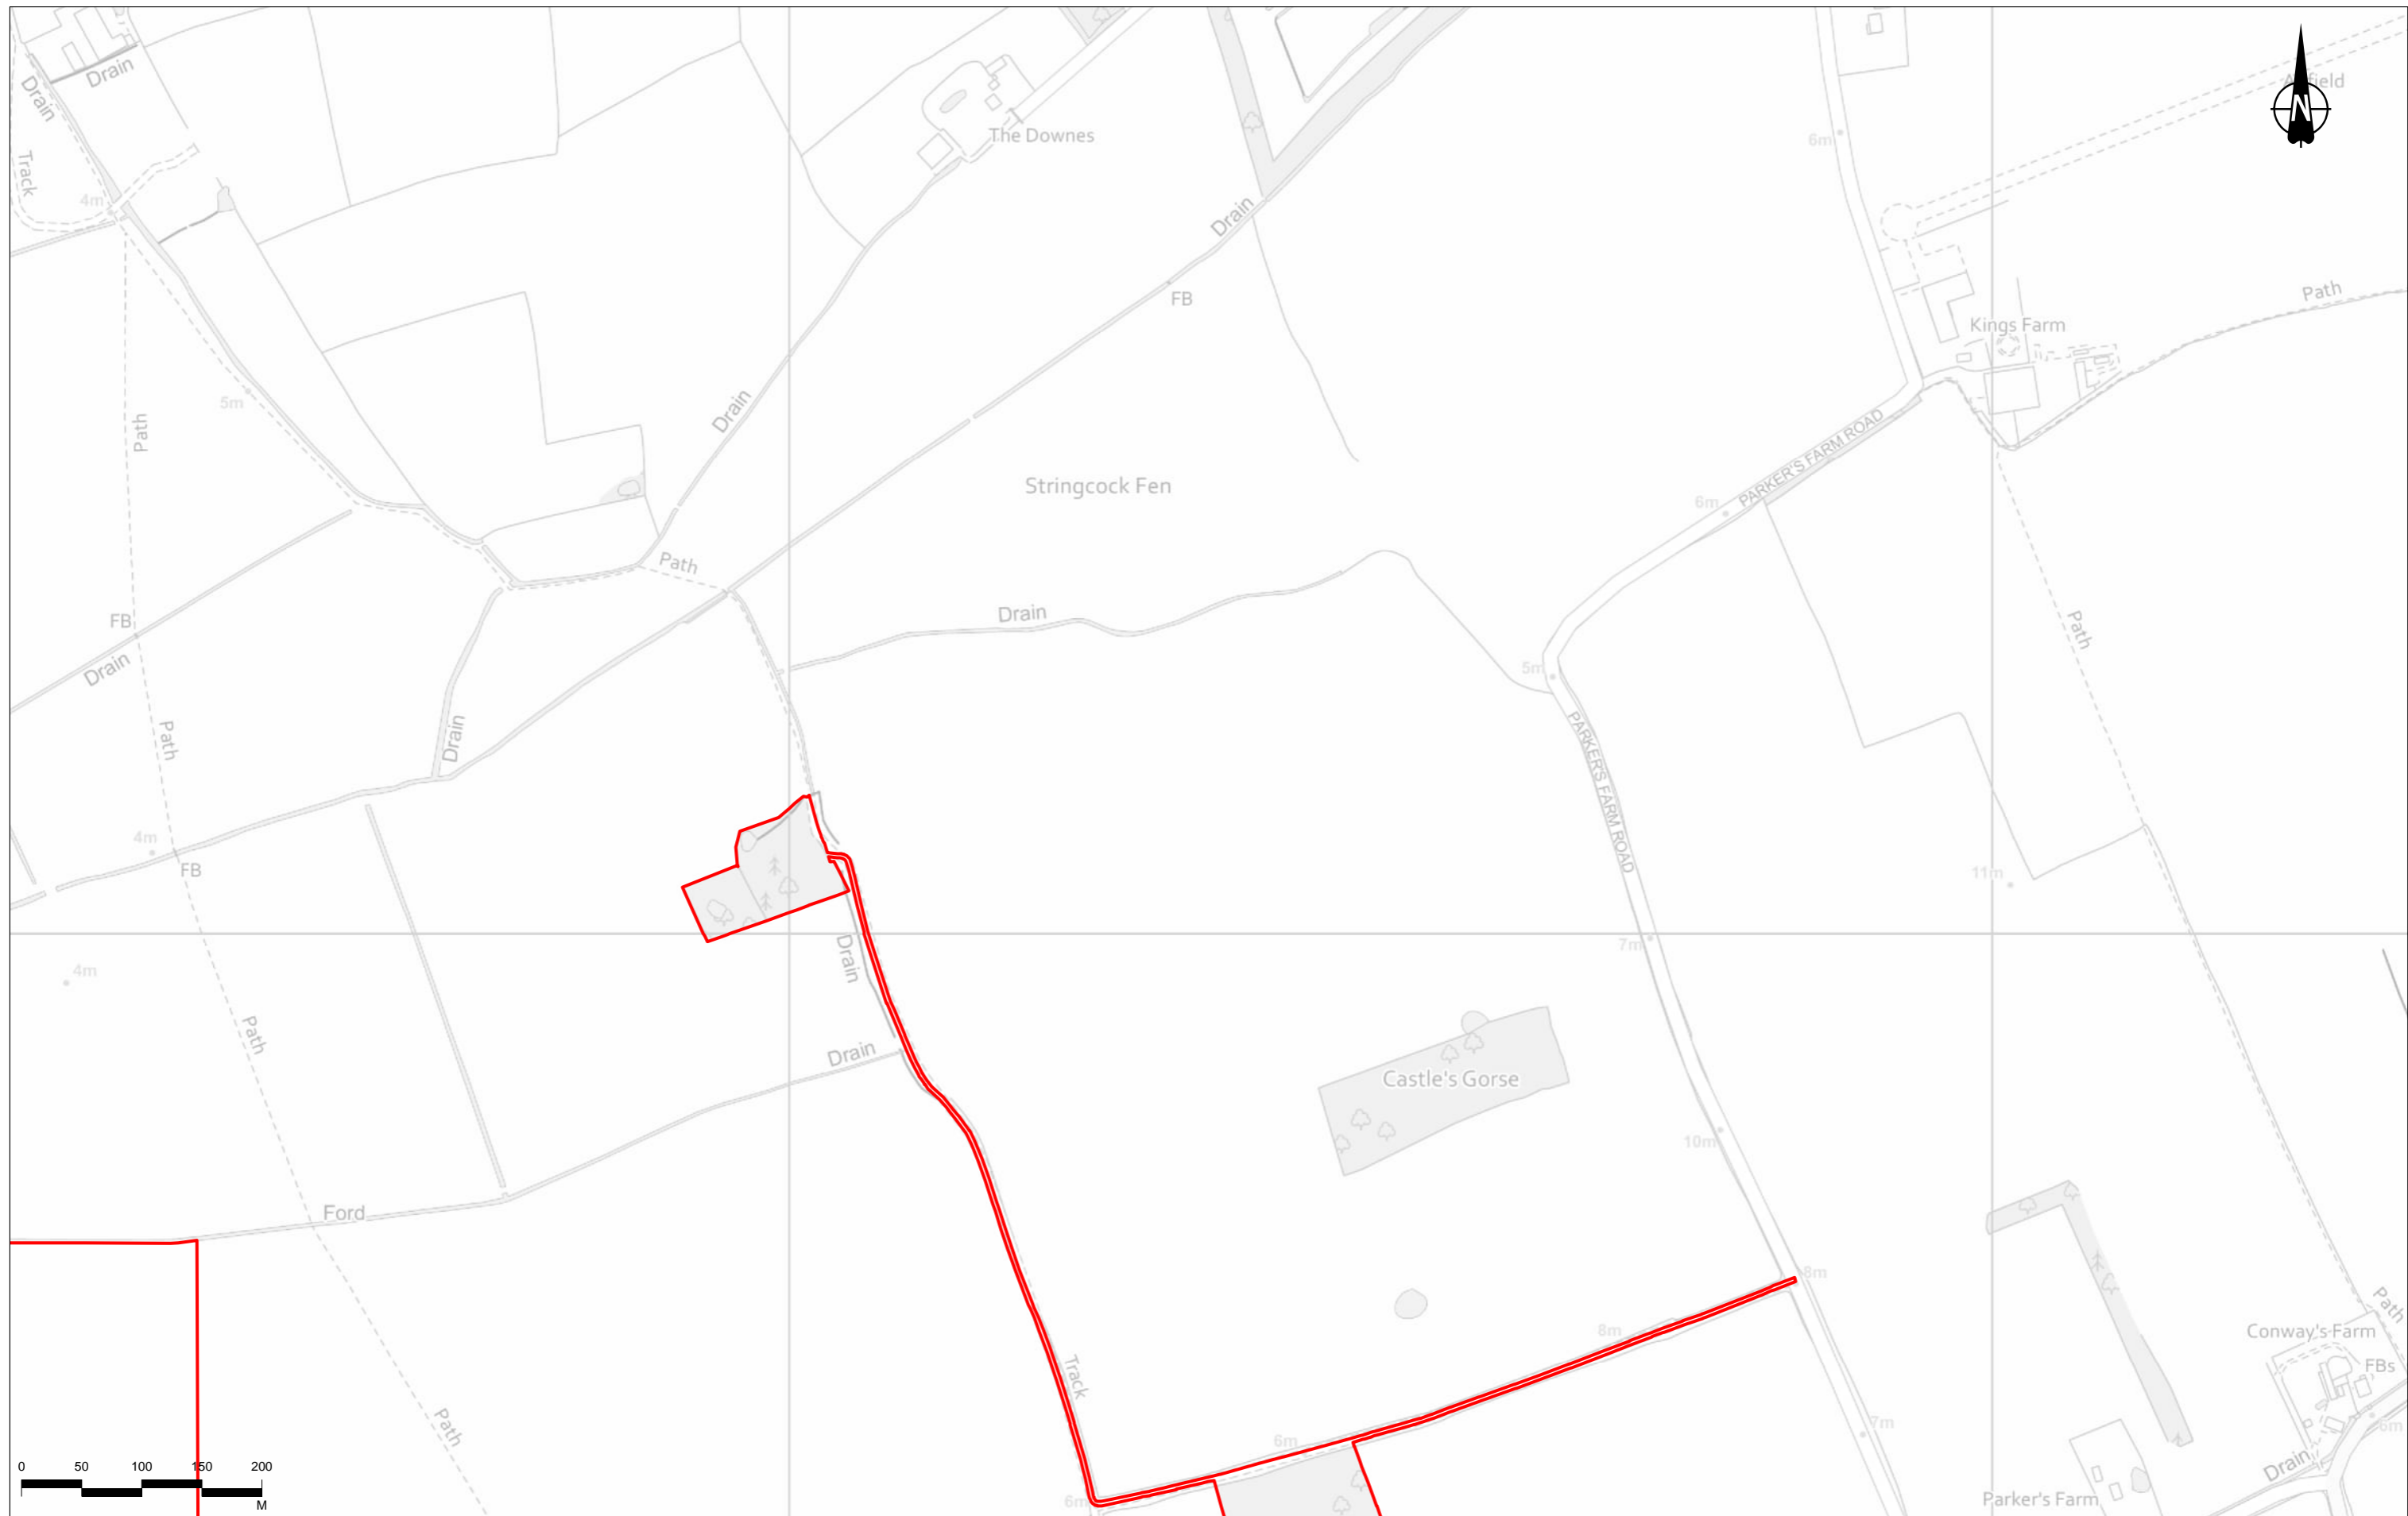 Drain
Drain
Track
4m
The Downes
Drain
FB
6m
Airfield
N
Path
Kings Farm
5m
Path
Drain
Stringcock Fen
PARKER'S FARM ROAD
6m
Path
FB
Drain
Drain
Path
5m
Path
Drain
PARKER'S FARM ROAD
4m
FB
11m
4m
Drain
7m
Path
Drain
Castle's Gorse
10m
Ford
8m
8m
Path
Conway's Farm
FBs
Track
Path
6m
7m
6m
0 50 100 150 200
M
6m
Drain
Parker's Farm